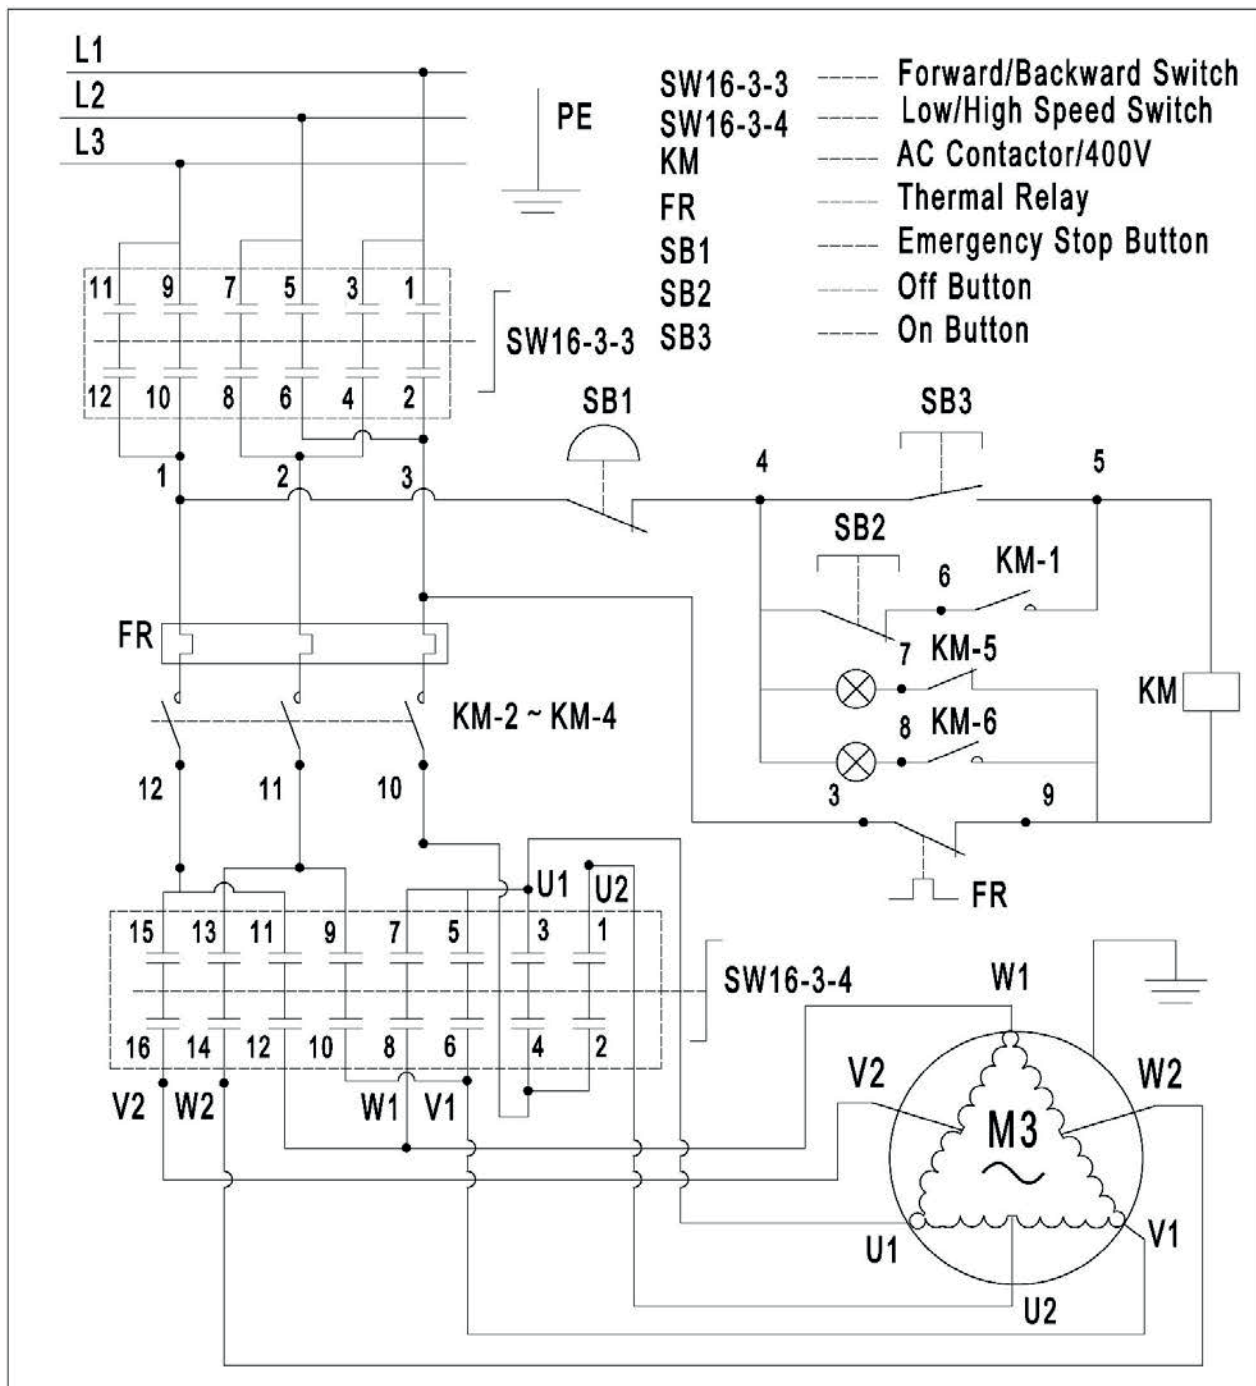 L1
L2
L3
PE
SW16-3-3 Forward/Backward Switch
SW16-3-4 Low/High Speed Switch
KM AC Contactor/400V
FR Thermal Relay
SB1 Emergency Stop Button
SB2 Off Button
SB3 On Button
11 9 7 5 3 1
SW16-3-3
12 10 8 6 4 2
SB1
SB3
1 2 3
4
5
SB2
6
KM-1
FR
7
KM-5
KM
KM-2 ~ KM-4
8
KM-6
12 11 10
3
9
FR
U1
U2
15 13 11 9 7 5 3 1
SW16-3-4
16 14 12 10 8 6 4 2
W1
V2 W2 W1 V1
V2
W2
M3
U1
V1
U2